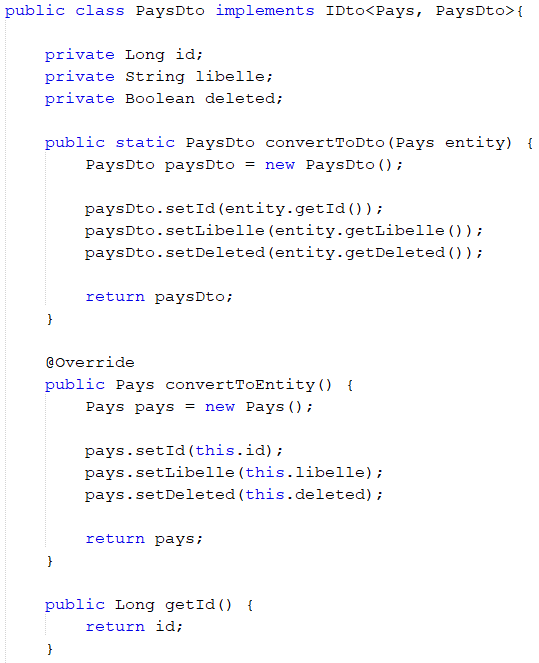 public class PaysDto implements IDto<Pays, PaysDto>{
private Long id;
private String libelle;
private Boolean deleted;
public static PaysDto convertToDto(Pays entity) {
PaysDto paysDto = new PaysDto();
paysDto.setId(entity.getId());
paysDto.setLibelle(entity.getLibelle());
paysDto.setDeleted(entity.getDeleted());
return paysDto;
}
@Override
public Pays convertToEntity() {
Pays pays = new Pays();
pays.setId(this.id);
pays.setLibelle(this.libelle);
pays.setDeleted(this.deleted);
return pays;
}
public Long getId() {
return id;
}